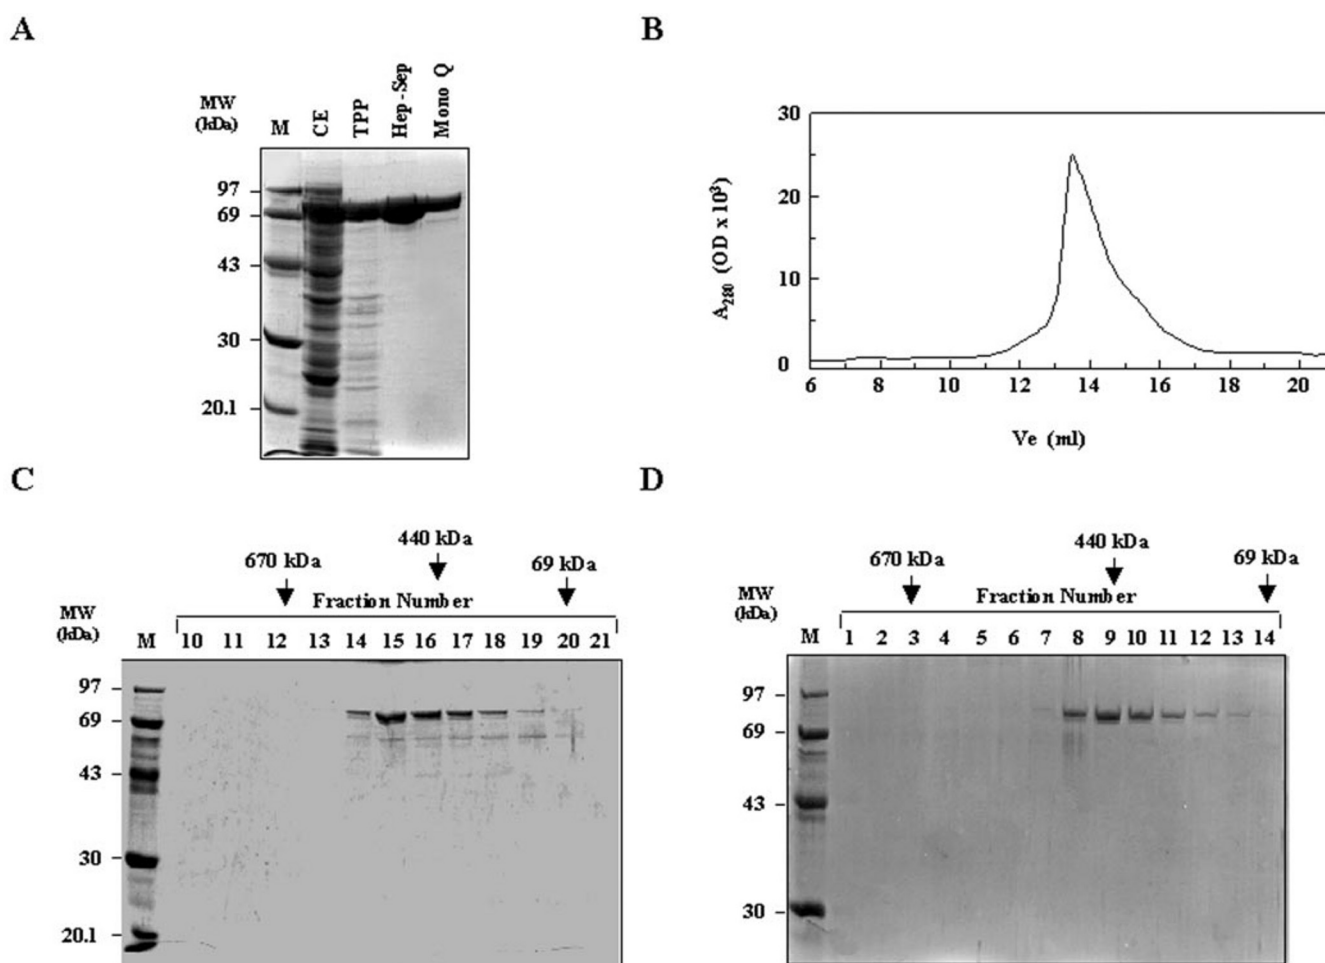 A
MW
(kDa)
M
CE
TPP
Hep-Sep
Mono Q
97
69
43
30
20.1
B
30
20
10
0
A280 (OD x 10³)
6 8 10 12 14 16 18 20
Ve (ml)
C
440 kDa
670 kDa
69 kDa
Fraction Number
MW
(kDa)
M 10 11 12 13 14 15 16 17 18 19 20 21
97
69
43
30
20.1
D
440 kDa
670 kDa
69 kDa
Fraction Number
MW
(kDa)
M 1 2 3 4 5 6 7 8 9 10 11 12 13 14
97
69
43
30